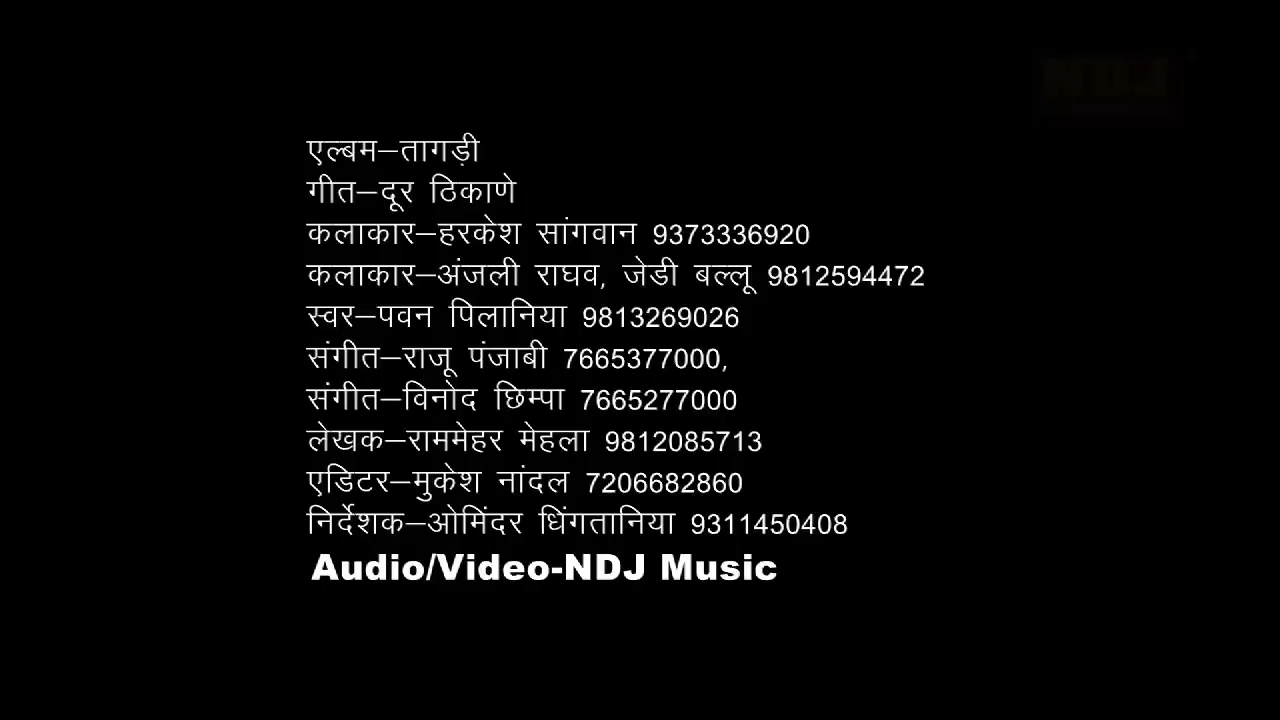 एल्बम–तागड़ी
गीत–दूर ठिकाणे
कलाकार–हरकेश सांगवान 9373336920
कलाकार–अंजली राघव, जेडी बल्लू 9812594472
स्वर–पवन पिलानिया 9813269026
संगीत–राजू पंजाबी 7665377000,
संगीत–विनोद छिम्पा 7665277000
लेखक–राममेहर मेहला 9812085713
एडिटर–मुकेश नांदल 7206682860
निर्देशक–ओमिंदर धिंगतानिया 9311450408
Audio/Video-NDJ Music
NDJ